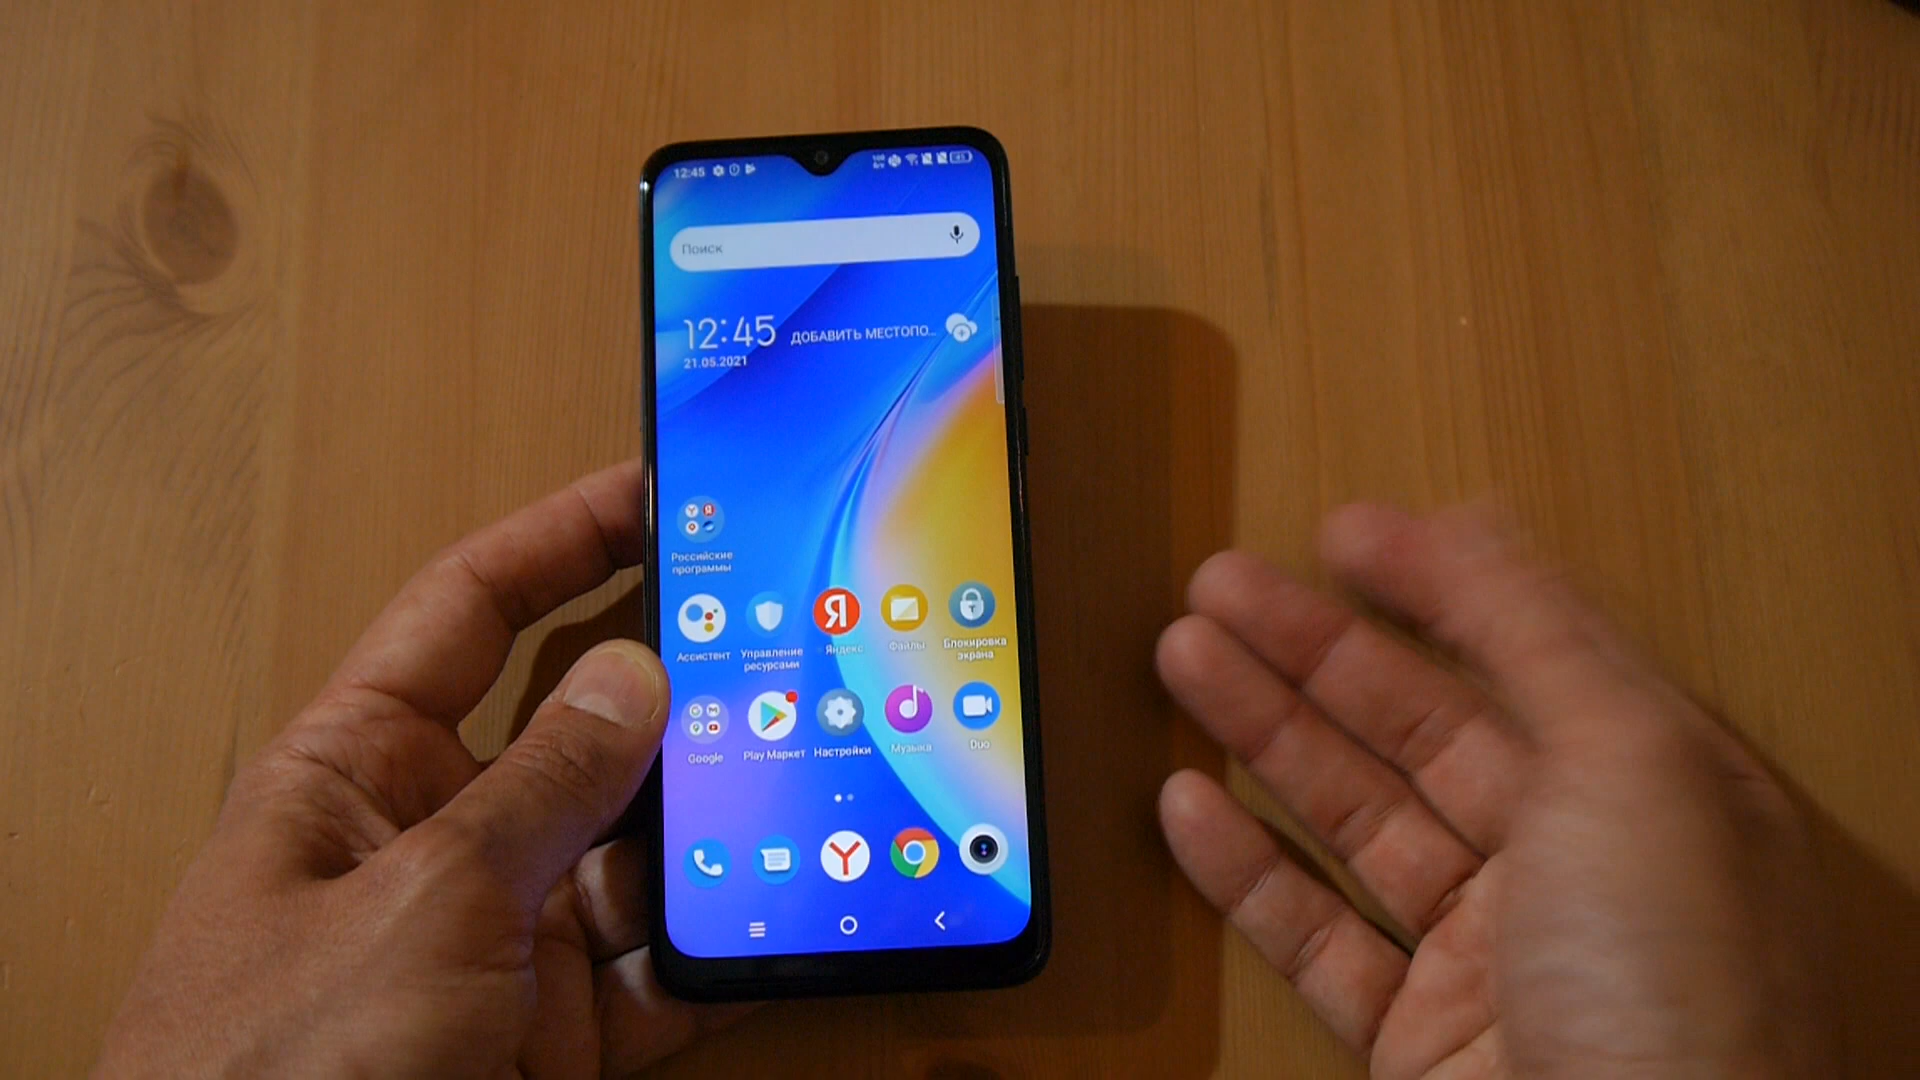 12:45
Поиск
12:45 ДОБАВИТЬ МЕСТОПО...
21.05.2021
Российские
программы
Ассистент
Управление
ресурсами
Яндекс
Файлы
Блокировка
экрана
Google
Play Маркет
Настройки
Музыка
Duo